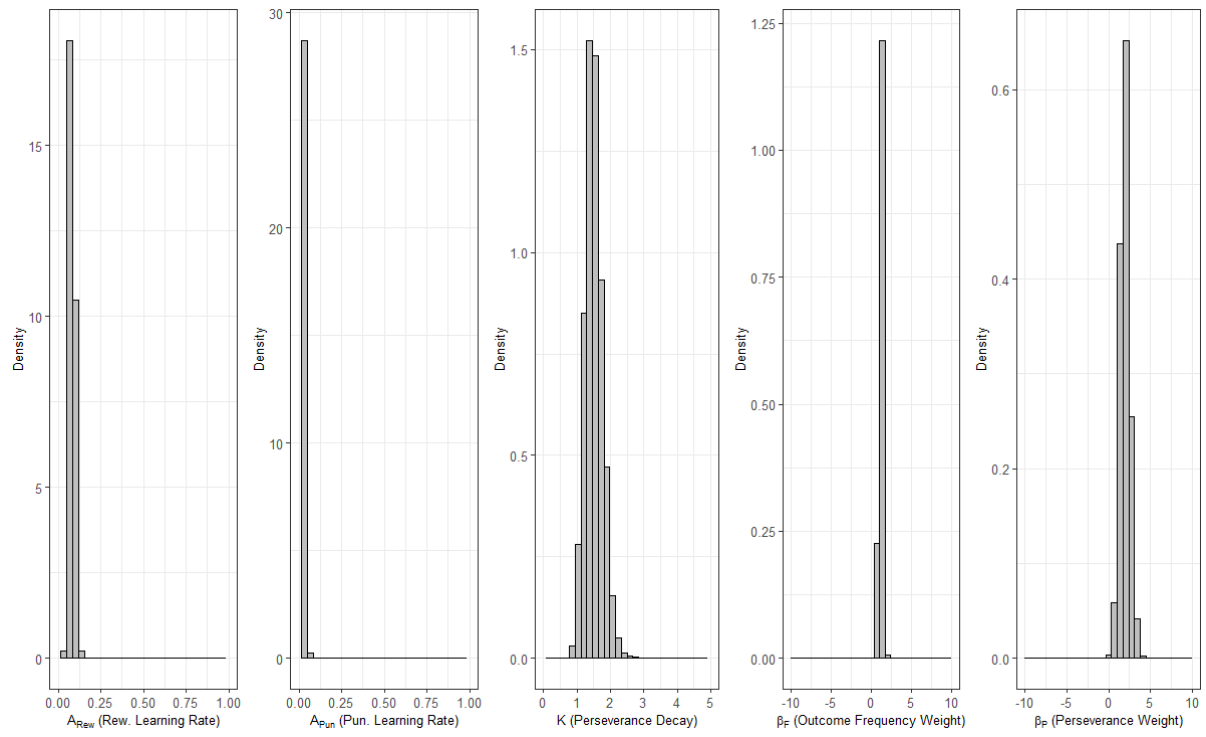 Density
15
10
5
0
0.00 0.25 0.50 0.75 1.00
A_Rew (Rew. Learning Rate)
Density
30
20
10
0
0.00 0.25 0.50 0.75 1.00
A_Pun (Pun. Learning Rate)
Density
1.5
1.0
0.5
0.0
0 1 2 3 4 5
K (Perseverance Decay)
Density
1.25
1.00
0.75
0.50
0.25
0.00
-10 -5 0 5 10
β_F (Outcome Frequency Weight)
Density
0.6
0.4
0.2
0.0
-10 -5 0 5 10
β_P (Perseverance Weight)